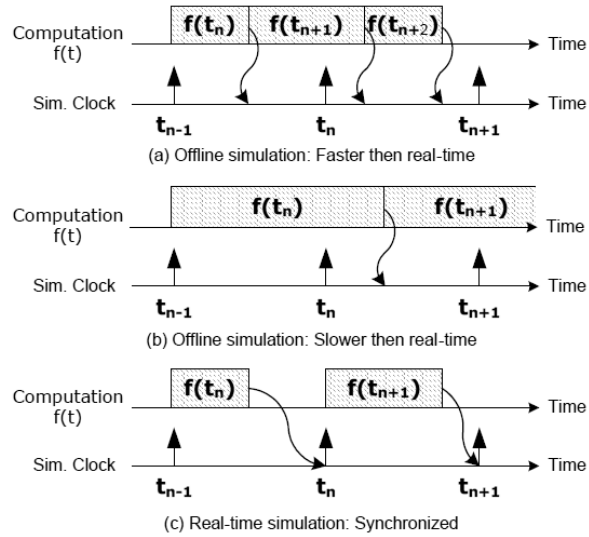 Computation
f(t)
f(tn) f(tn+1) f(tn+2)
Time
Sim. Clock
Time
tn-1 tn tn+1
(a) Offline simulation: Faster then real-time
Computation
f(t)
f(tn) f(tn+1)
Time
Sim. Clock
Time
tn-1 tn tn+1
(b) Offline simulation: Slower then real-time
Computation
f(t)
f(tn) f(tn+1)
Time
Sim. Clock
Time
tn-1 tn tn+1
(c) Real-time simulation: Synchronized